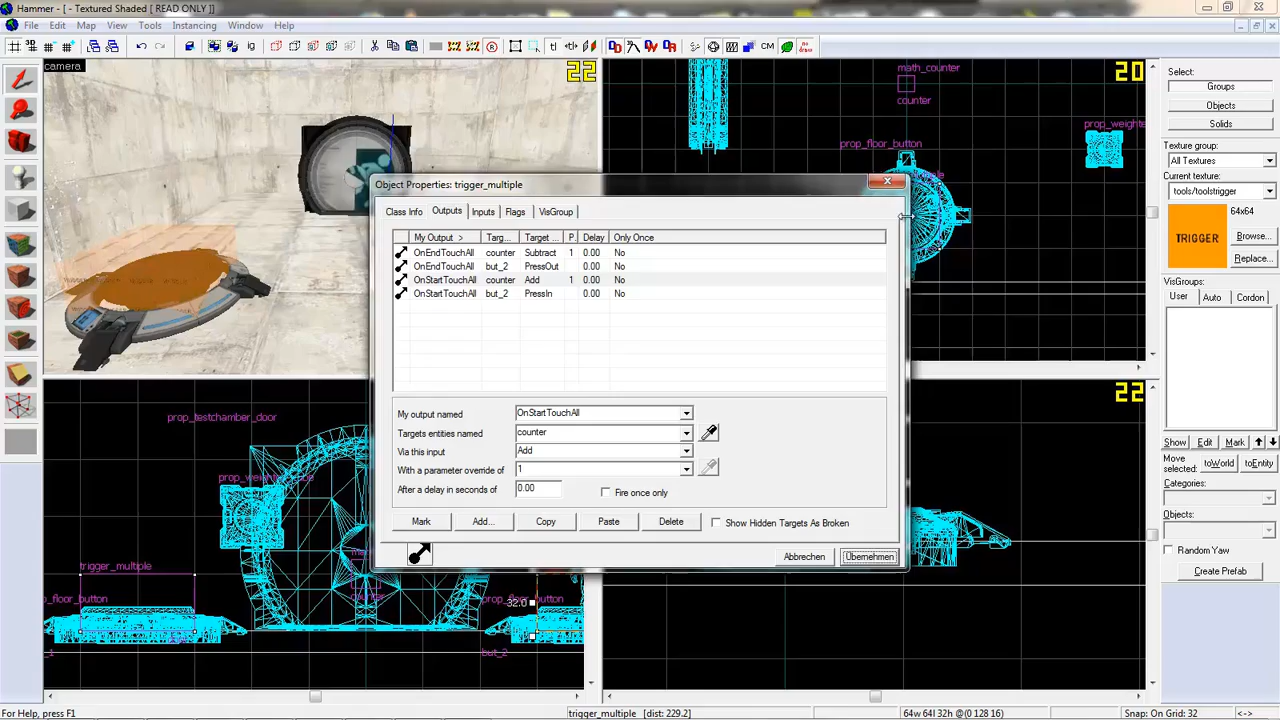 Hammer - [ - Textured Shaded [ READ ONLY ]]
File Edit Map View Tools Instancing Window Help
camera
22
20
math_counter
counter
prop_weighte
prop_floor_button
Object Properties: trigger_multiple
Class Info Outputs Inputs Flags VisGroup
My Output > Targ... Target ... P. Delay Only Once
OnEndTouchAll counter Subtract 1 0.00 No
OnEndTouchAll but_2 PressOut 0.00 No
OnStartTouchAll counter Add 1 0.00 No
OnStartTouchAll but_2 PressIn 0.00 No
My output named OnStartTouchAll
Targets entities named counter
Via this input Add
With a parameter override of 1
After a delay in seconds of 0.00 Fire once only
Mark Add... Copy Paste Delete Show Hidden Targets As Broken
Abbrechen Übernehmen
prop_testchamber_door
trigger_multiple
p_floor_button
prop_floor_button
32.0
but_2
22
Select:
Groups
Objects
Solids
Texture group:
All Textures
Current texture:
tools/toolstrigger
64x64
TRIGGER
Browse...
Replace...
VisGroups:
User Auto Cordon
Show Edit Mark
Move selected: toWorld toEntity
Categories:
Objects:
Random Yaw
Create Prefab
For Help, press F1
trigger_multiple [dist: 229.2]
64w 64l 32h @(0 128 16)
Snap: On Grid: 32 <->